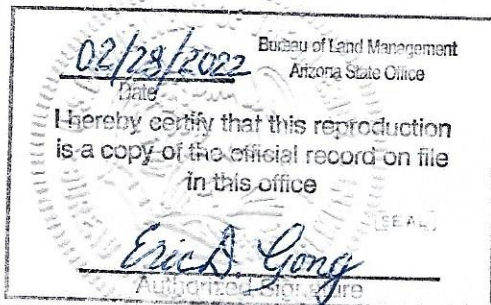 02/28/2022 Bureau of Land Management
Date Arizona State Office
I hereby certify that this reproduction
is a copy of the official record on file
in this office
[SEAL]
Eric D. Gong
Authorized Signature